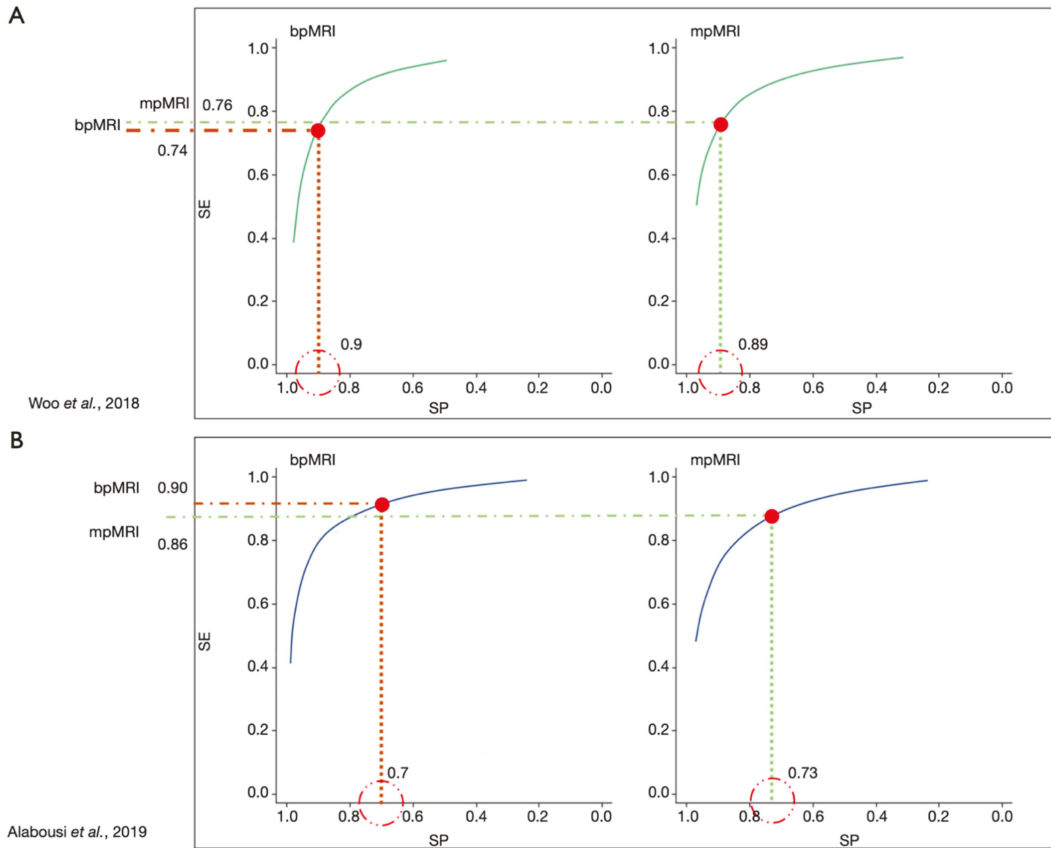 A
bpMRI
mpMRI
1.0
1.0
0.8
0.8
mpMRI 0.76
bpMRI
0.74
0.6
0.6
SE
0.4
0.4
0.2
0.2
0.9
0.89
0.0
0.0
1.0 0.8 0.6 0.4 0.2 0.0
1.0 0.8 0.6 0.4 0.2 0.0
SP
SP
Woo et al., 2018
B
bpMRI
mpMRI
1.0
1.0
bpMRI 0.90
mpMRI
0.86
0.8
0.8
0.6
0.6
SE
0.4
0.4
0.2
0.2
0.7
0.73
0.0
0.0
1.0 0.8 0.6 0.4 0.2 0.0
1.0 0.8 0.6 0.4 0.2 0.0
SP
SP
Alabousi et al., 2019